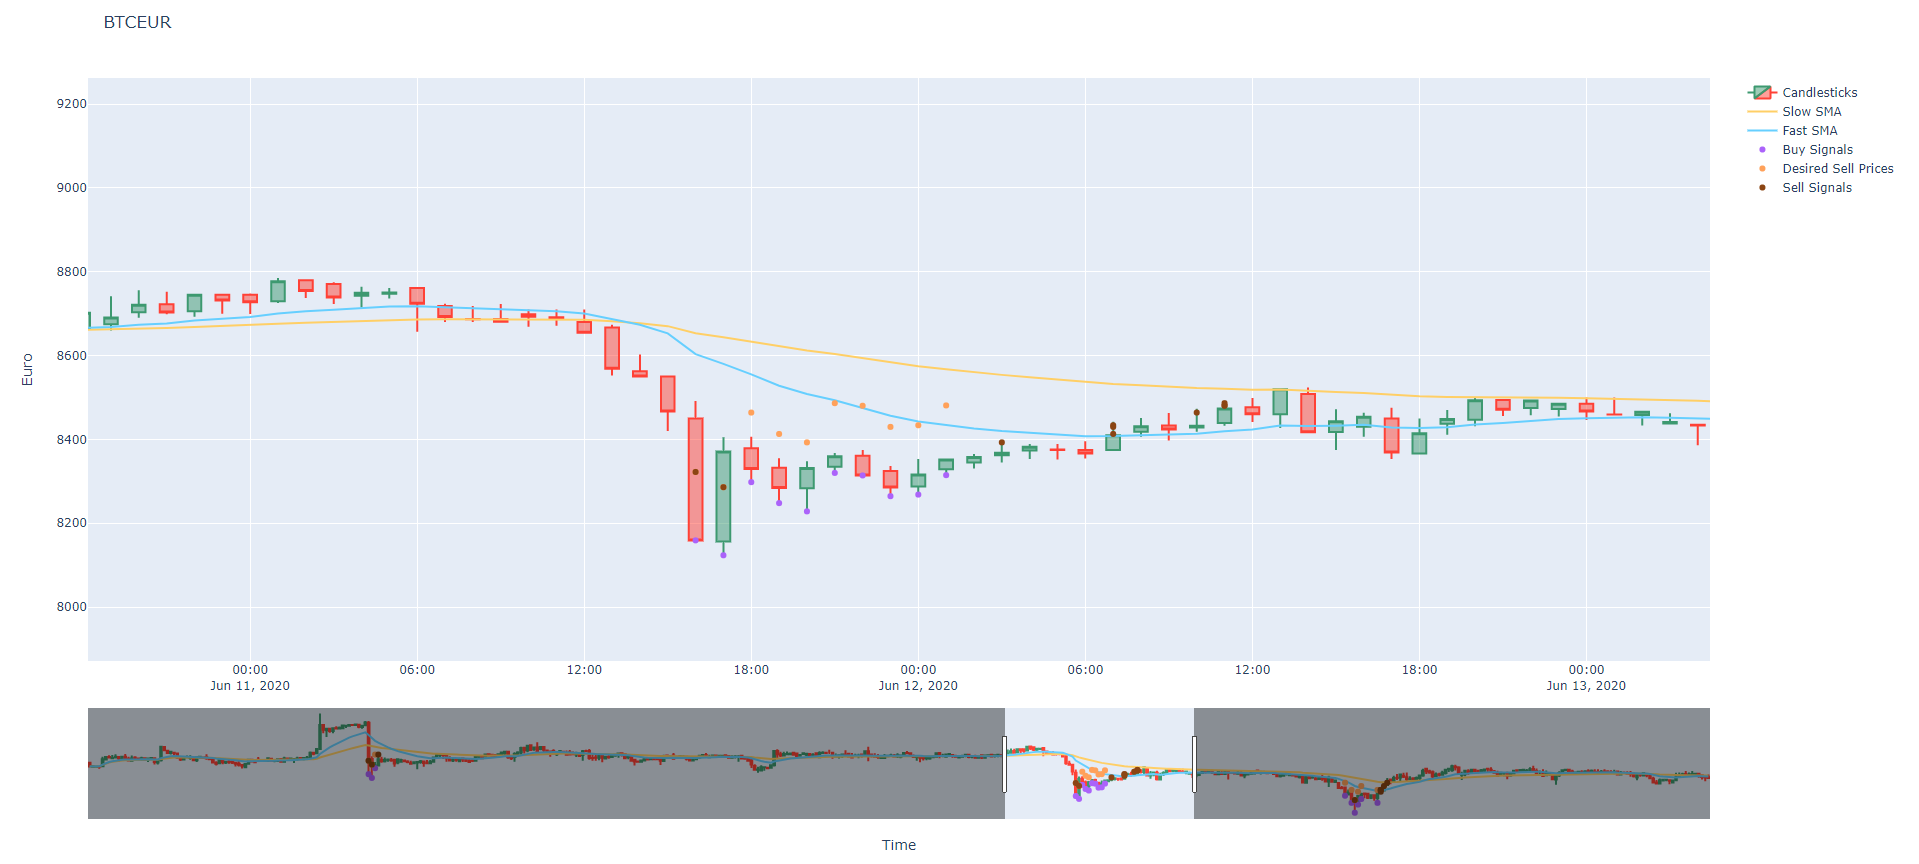 BTCEUR
Candlesticks
Slow SMA
Fast SMA
Buy Signals
Desired Sell Prices
Sell Signals
9200
9000
8800
8600
8400
8200
8000
Euro
00:00 06:00 12:00 18:00 00:00 06:00 12:00 18:00 00:00
Jun 11, 2020 Jun 12, 2020 Jun 13, 2020
Time